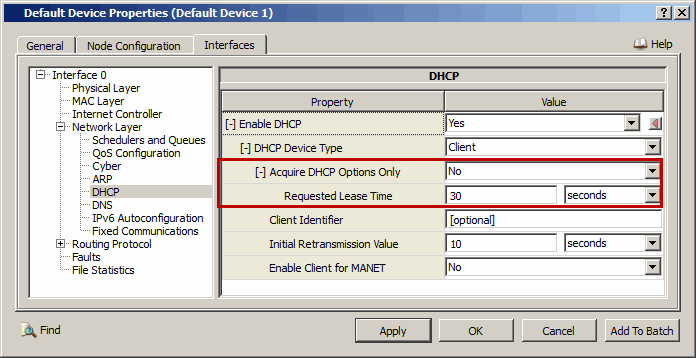 Default Device Properties (Default Device 1)
General Node Configuration Interfaces
Help
Interface 0
Physical Layer
MAC Layer
Internet Controller
Network Layer
Schedulers and Queues
QoS Configuration
Cyber
ARP
DHCP
DNS
IPv6 Autoconfiguration
Fixed Communications
Routing Protocol
Faults
File Statistics
DHCP
Property Value
[-] Enable DHCP Yes
[-] DHCP Device Type Client
[-] Acquire DHCP Options Only No
Requested Lease Time 30 seconds
Client Identifier [optional]
Initial Retransmission Value 10 seconds
Enable Client for MANET No
Find
Apply OK Cancel Add To Batch